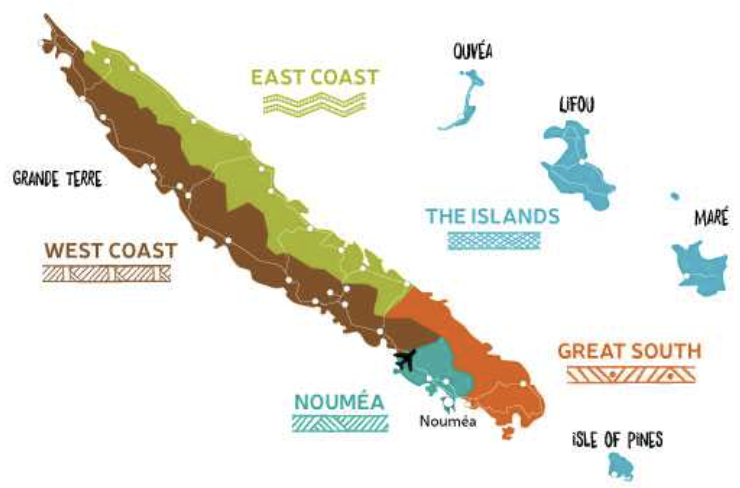 OUVÉA
EAST COAST
LiFOU
GRANDE TERRE
THE ISLANDS
MARÉ
WEST COAST
GREAT SOUTH
NOUMÉA
Nouméa
iSLE OF PiNES